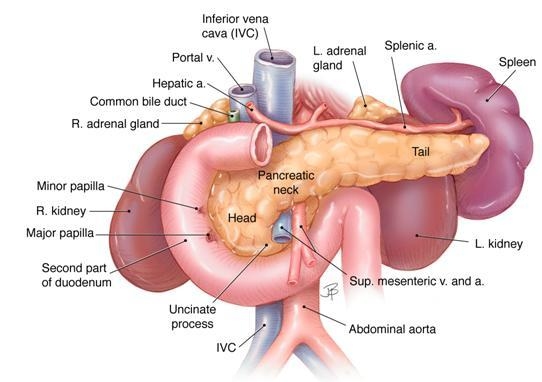 Inferior vena
cava (IVC)
Portal v.
L. adrenal
gland
Splenic a.
Spleen
Hepatic a.
Common bile duct
R. adrenal gland
Tail
Pancreatic
neck
Minor papilla
R. kidney
Head
Major papilla
L. kidney
Second part
of duodenum
Sup. mesenteric v. and a.
Uncinate
process
Abdominal aorta
IVC